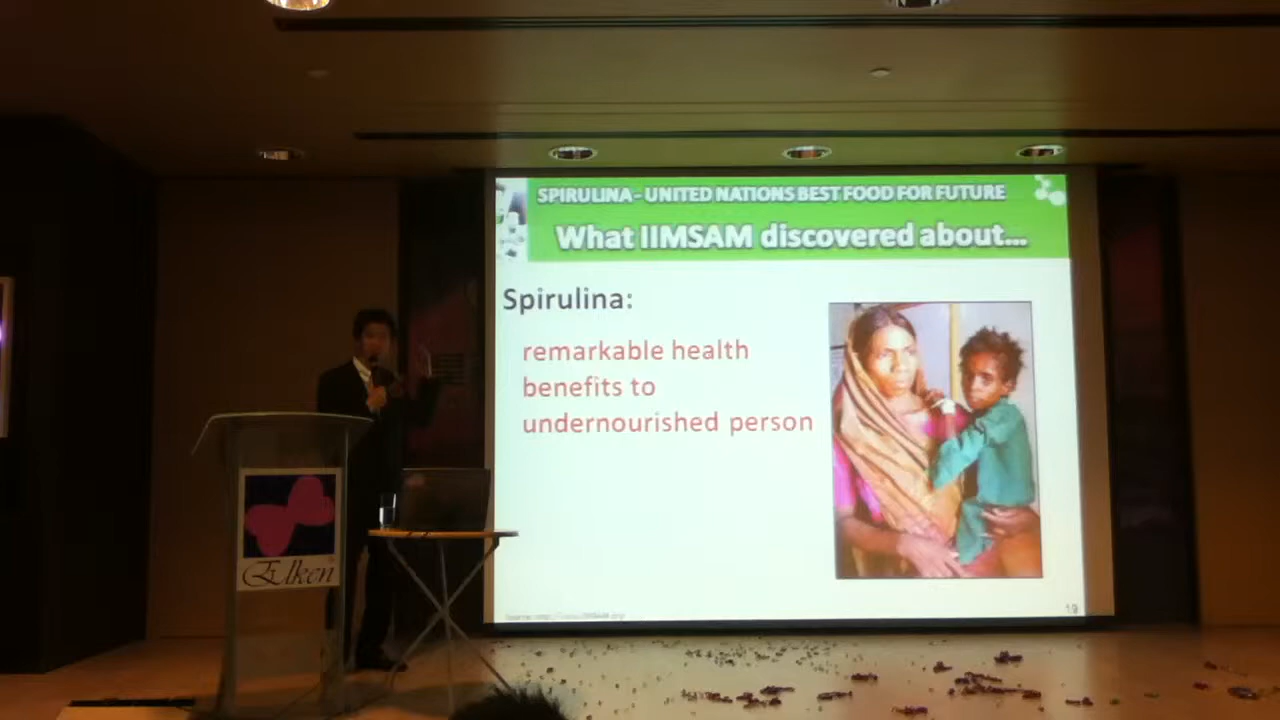 SPIRULINA - UNITED NATIONS BEST FOOD FOR FUTURE
What IIMSAM discovered about...
Spirulina:
remarkable health
benefits to
undernourished person
19
Elken